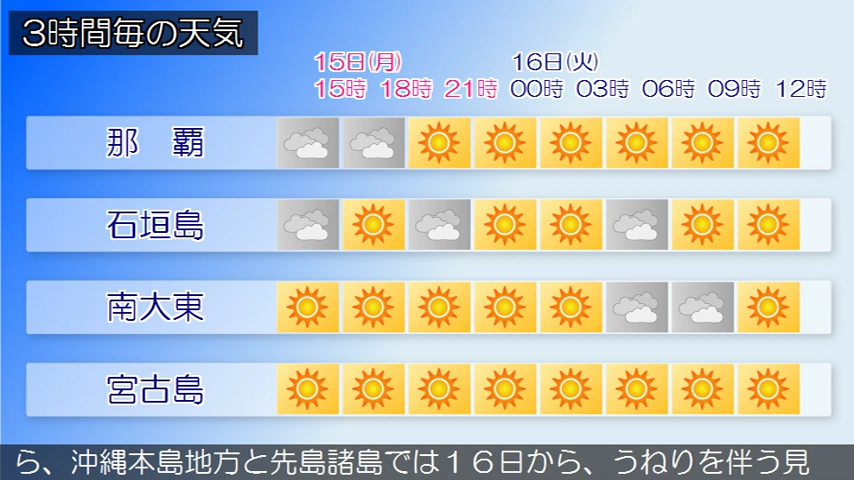 3時間毎の天気
15日(月) 16日(火)
15時 18時 21時 00時 03時 06時 09時 12時
那 覇
石垣島
南大東
宮古島
ら、沖縄本島地方と先島諸島では１６日から、うねりを伴う見